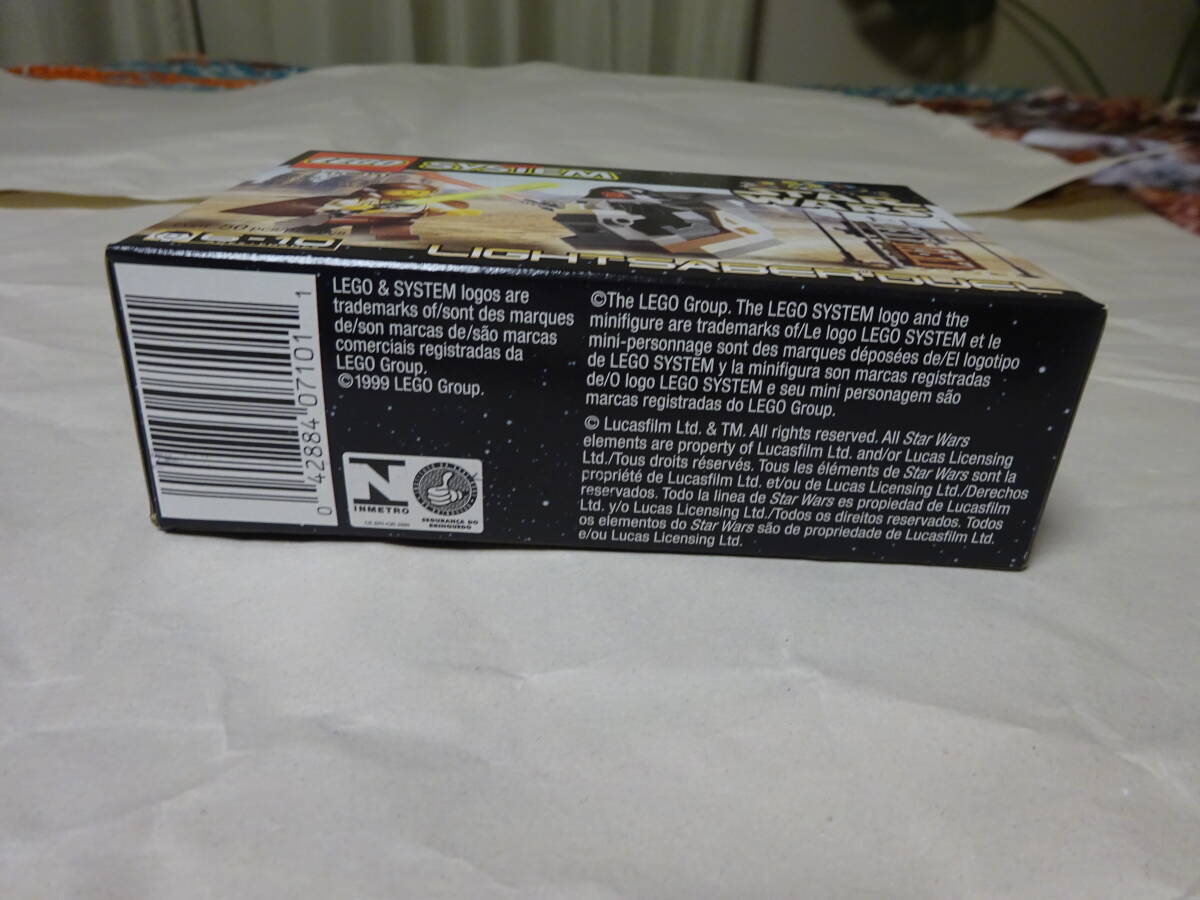 LEGO SYSTEM
STAR WARS
50
8-10
LIGHTSABER DUEL
0 42884 07101 1
LEGO & SYSTEM logos are
trademarks of/sont des marques
de/son marcas de/são marcas
comerciais registradas da
LEGO Group.
©1999 LEGO Group.
N
INMETRO
SEGURANÇA DO
BRINQUEDO
©The LEGO Group. The LEGO SYSTEM logo and the
minifigure are trademarks of/Le logo LEGO SYSTEM et le
mini-personnage sont des marques déposées de/El logotipo
de LEGO SYSTEM y la minifigura son marcas registradas
de/O logo LEGO SYSTEM e seu mini personagem são
marcas registradas do LEGO Group.
© Lucasfilm Ltd. & TM. All rights reserved. All Star Wars
elements are property of Lucasfilm Ltd. and/or Lucas Licensing
Ltd./Tous droits réservés. Tous les éléments de Star Wars sont la
propriété de Lucasfilm Ltd. et/ou de Lucas Licensing Ltd./Derechos
reservados. Todo la linea de Star Wars es propiedad de Lucasfilm
Ltd. y/o Lucas Licensing Ltd./Todos os direitos reservados. Todos
os elementos do Star Wars são de propriedade de Lucasfilm Ltd.
e/ou Lucas Licensing Ltd.